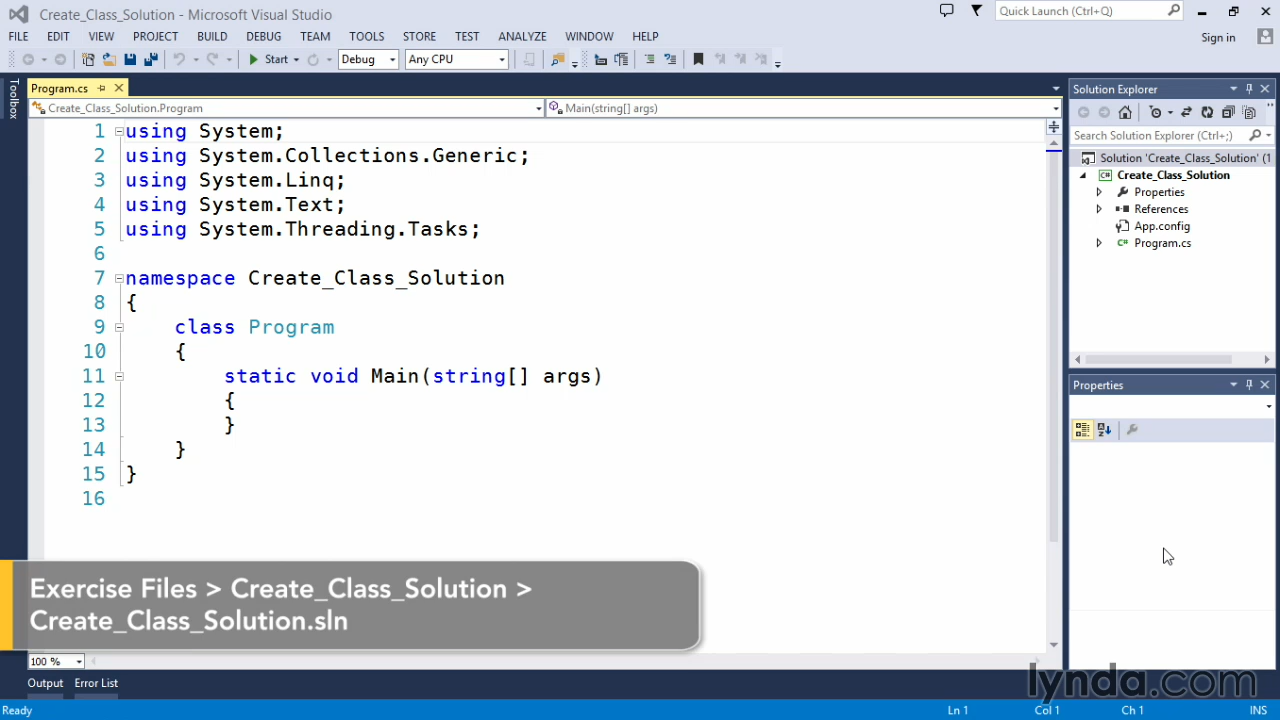 Create_Class_Solution - Microsoft Visual Studio
Quick Launch (Ctrl+Q)
FILE EDIT VIEW PROJECT BUILD DEBUG TEAM TOOLS STORE TEST ANALYZE WINDOW HELP
Sign in
Start Debug Any CPU
Toolbox
Program.cs
Create_Class_Solution.Program
Main(string[] args)
1 using System;
2 using System.Collections.Generic;
3 using System.Linq;
4 using System.Text;
5 using System.Threading.Tasks;
6
7 namespace Create_Class_Solution
8 {
9 class Program
10 {
11 static void Main(string[] args)
12 {
13 }
14 }
15 }
16
Solution Explorer
Search Solution Explorer (Ctrl+;)
Solution 'Create_Class_Solution' (1
Create_Class_Solution
Properties
References
App.config
Program.cs
Properties
Exercise Files > Create_Class_Solution >
Create_Class_Solution.sln
100 %
Output Error List
lynda.com
Ready Ln 1 Col 1 Ch 1 INS